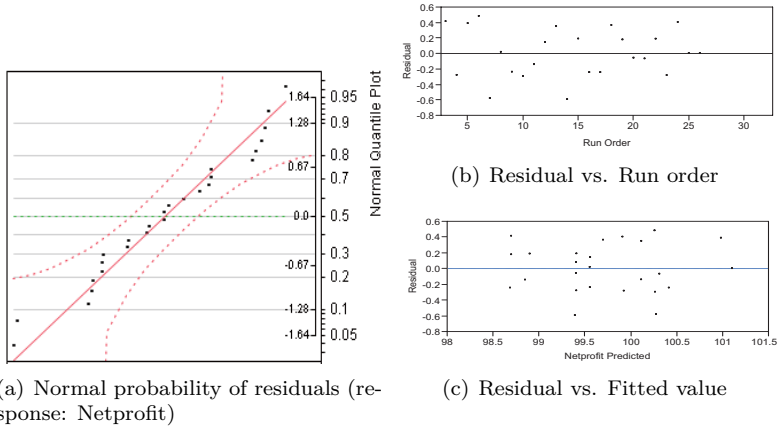 1.64
1.28
0.67
0.0
-0.67
-1.28
-1.64
0.95
0.9
0.8
0.7
0.5
0.3
0.2
0.1
0.05
Normal Quantile Plot
(a) Normal probability of residuals (re-
sponse: Netprofit)
0.6
0.4
0.2
0.0
-0.2
-0.4
-0.6
-0.8
Residual
5 10 15 20 25 30
Run Order
(b) Residual vs. Run order
0.6
0.4
0.2
0.0
-0.2
-0.4
-0.6
-0.8
Residual
98 98.5 99 99.5 100 100.5 101 101.5
Netprofit Predicted
(c) Residual vs. Fitted value